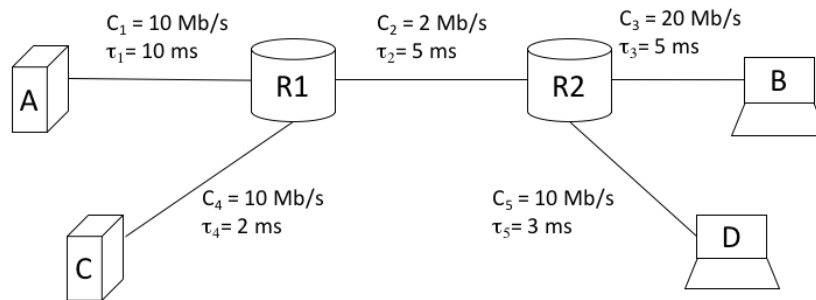 C₁ = 10 Mb/s
τ₁= 10 ms
C₂ = 2 Mb/s
τ₂= 5 ms
C₃ = 20 Mb/s
τ₃= 5 ms
A
R1
R2
B
C₄ = 10 Mb/s
τ₄= 2 ms
C₅ = 10 Mb/s
τ₅= 3 ms
C
D